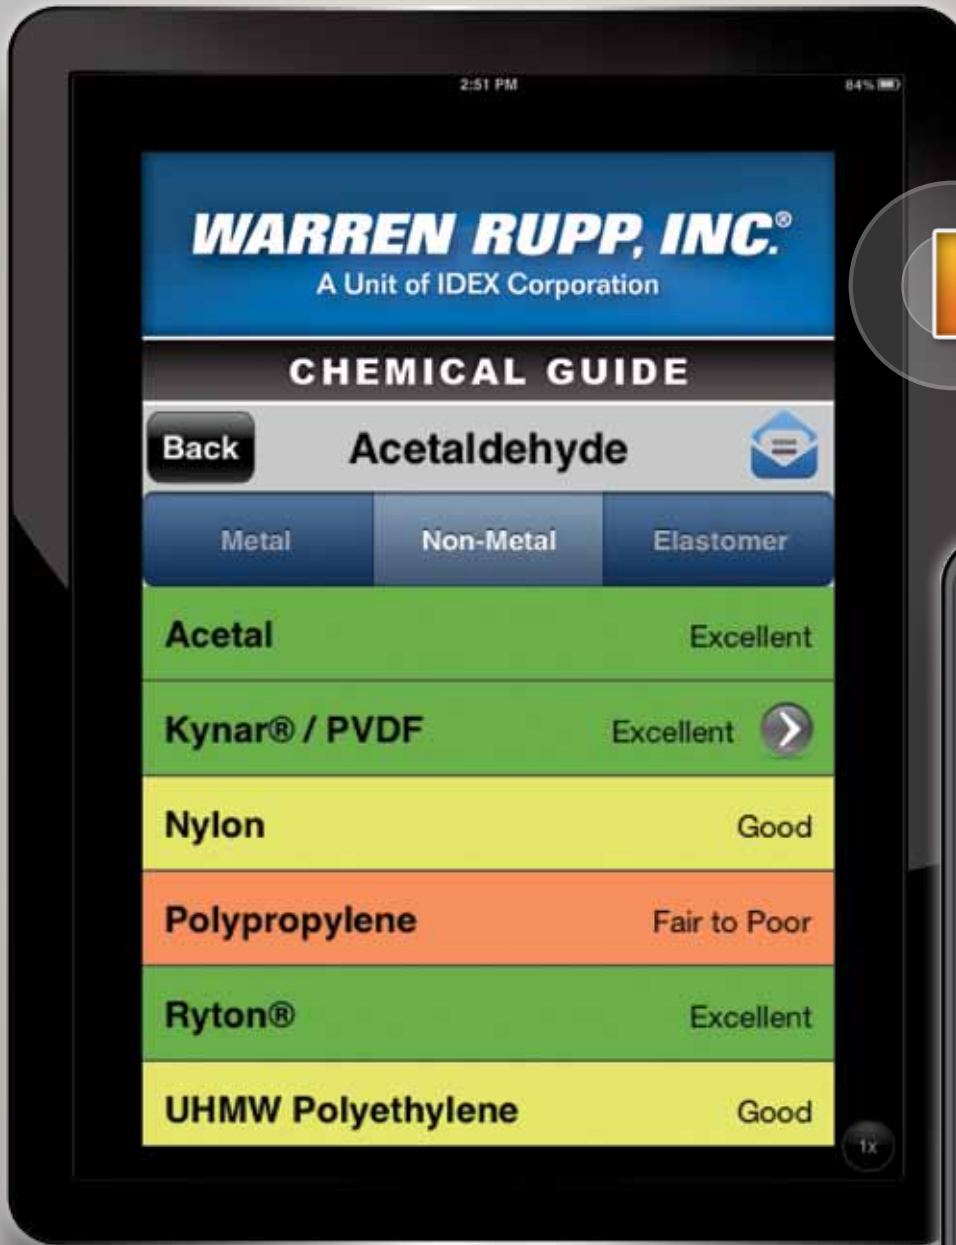 2:51 PM 84%
WARREN RUPP, INC.®
A Unit of IDEX Corporation
CHEMICAL GUIDE
Back Acetaldehyde
Metal Non-Metal Elastomer
Acetal Excellent
Kynar® / PVDF Excellent
Nylon Good
Polypropylene Fair to Poor
Ryton® Excellent
UHMW Polyethylene Good
1x